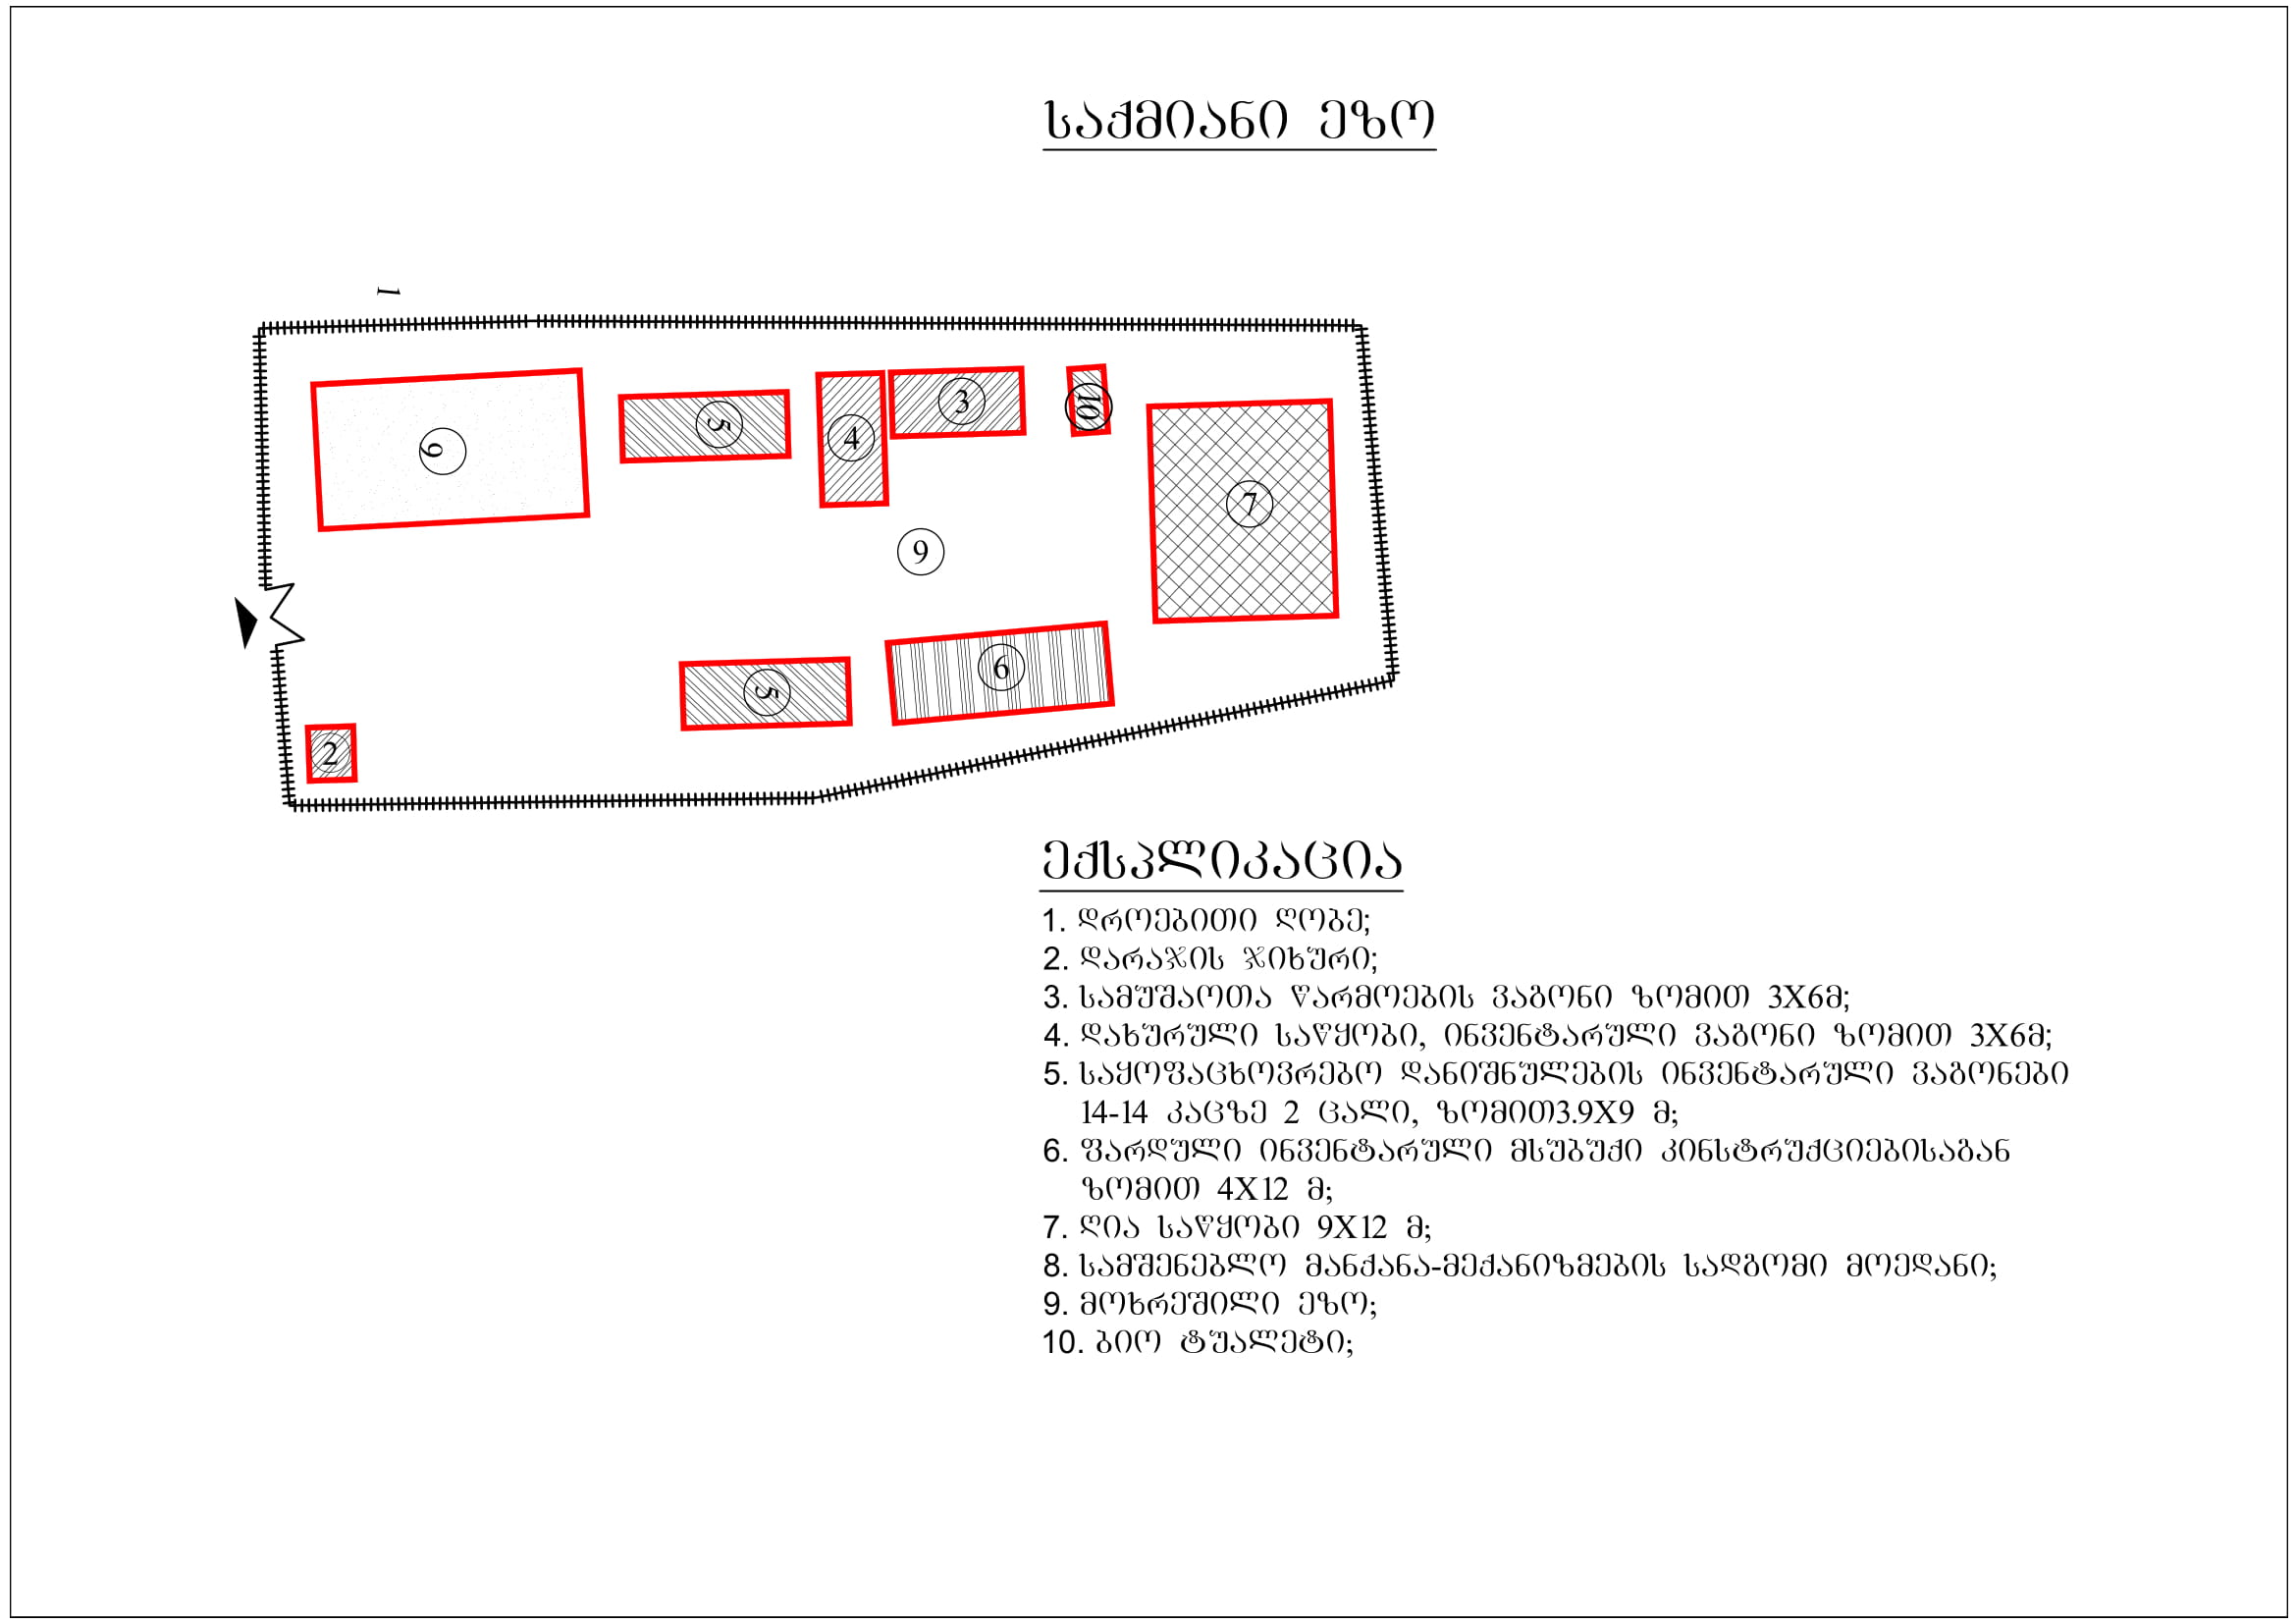 საქმიანი ეზო
1
9
5
4
3
10
7
9
5
6
2
ექსპლიკაცია
1. დროებითი ღობე;
2. დარაჯის ჯიხური;
3. სამუშაოთა წარმოების ვაგონი ზომით 3X6მ;
4. დახურული საწყობი, ინვენტარული ვაგონი ზომით 3X6მ;
5. საყოფაცხოვრებო დანიშნულების ინვენტარული ვაგონები
14-14 კაცზე 2 ცალი, ზომით3.9X9 მ;
6. ფარდული ინვენტარული მსუბუქი კინსტრუქციებისაგან
ზომით 4X12 მ;
7. ღია საწყობი 9X12 მ;
8. სამშენებლო მანქანა-მექანიზმების სადგომი მოედანი;
9. მოხრეშილი ეზო;
10. ბიო ტუალეტი;